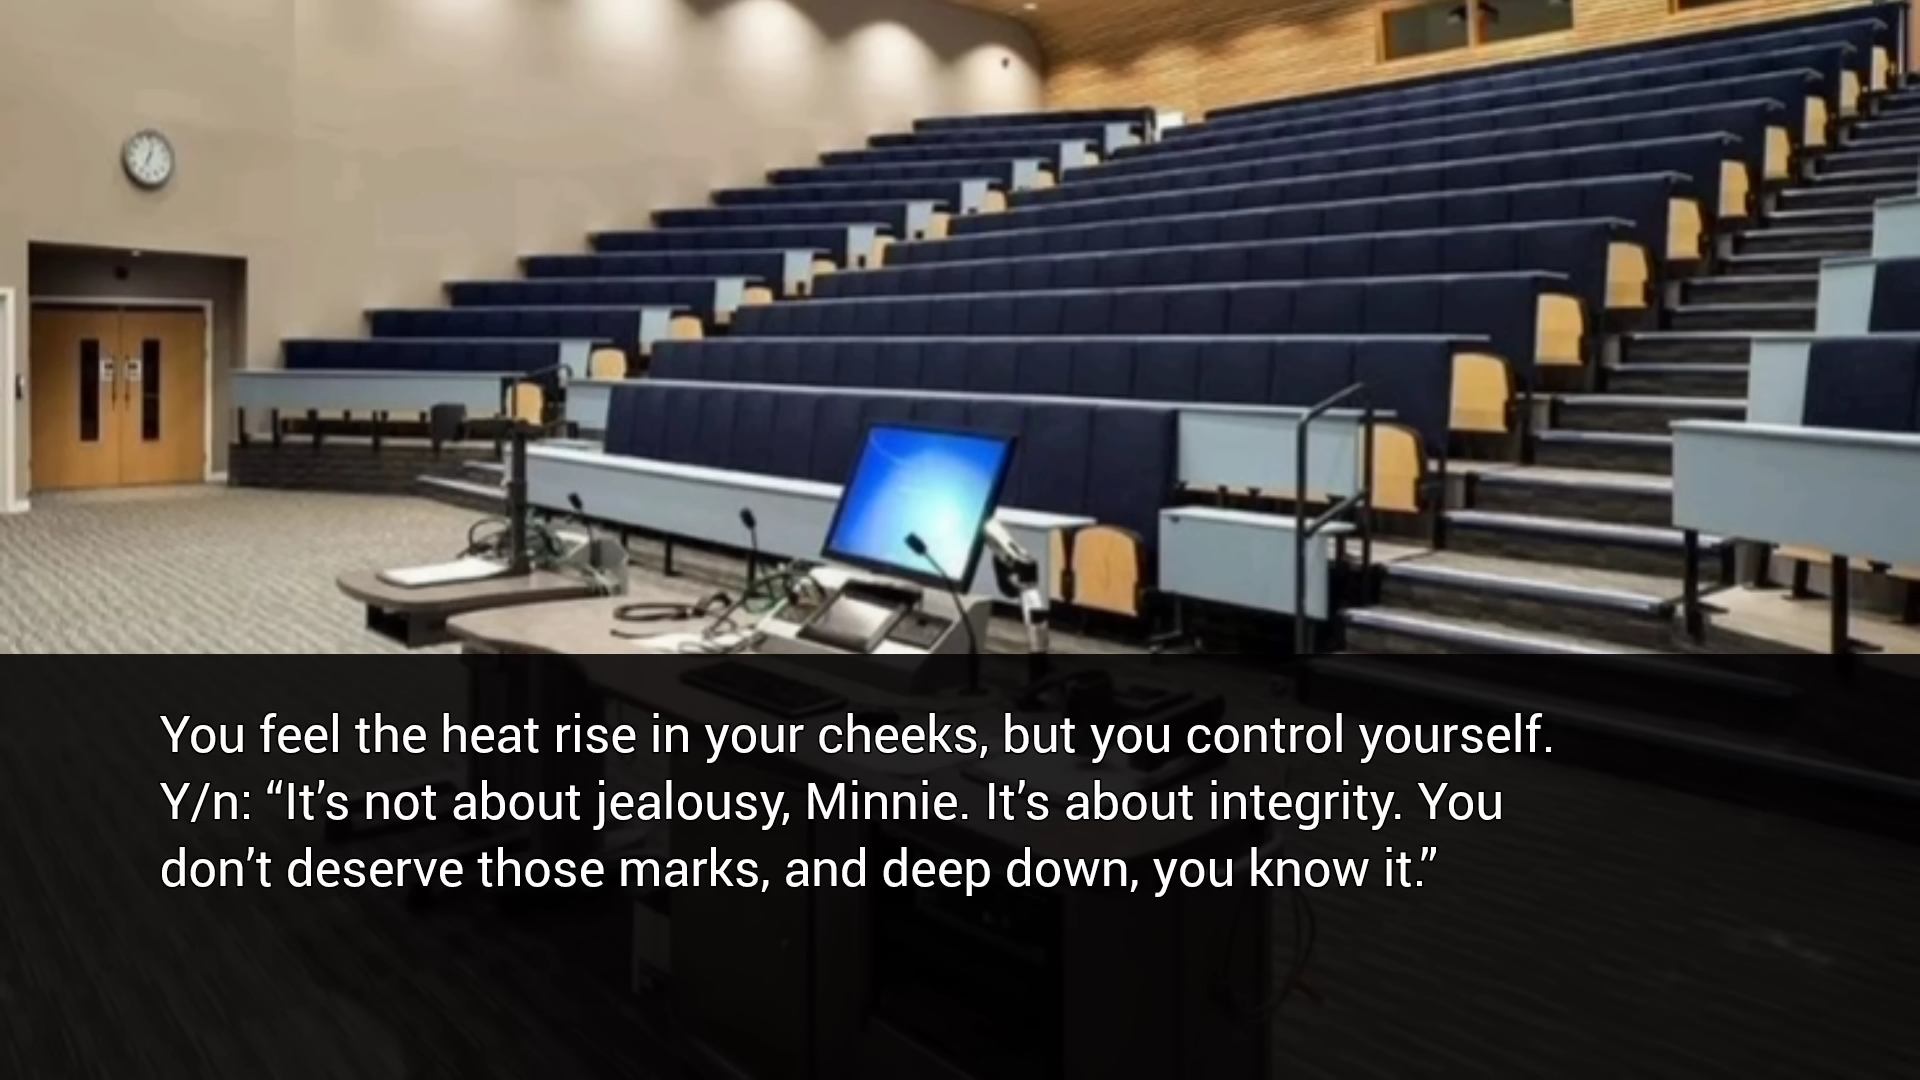 You feel the heat rise in your cheeks, but you control yourself.
Y/n: “It’s not about jealousy, Minnie. It’s about integrity. You
don’t deserve those marks, and deep down, you know it.”